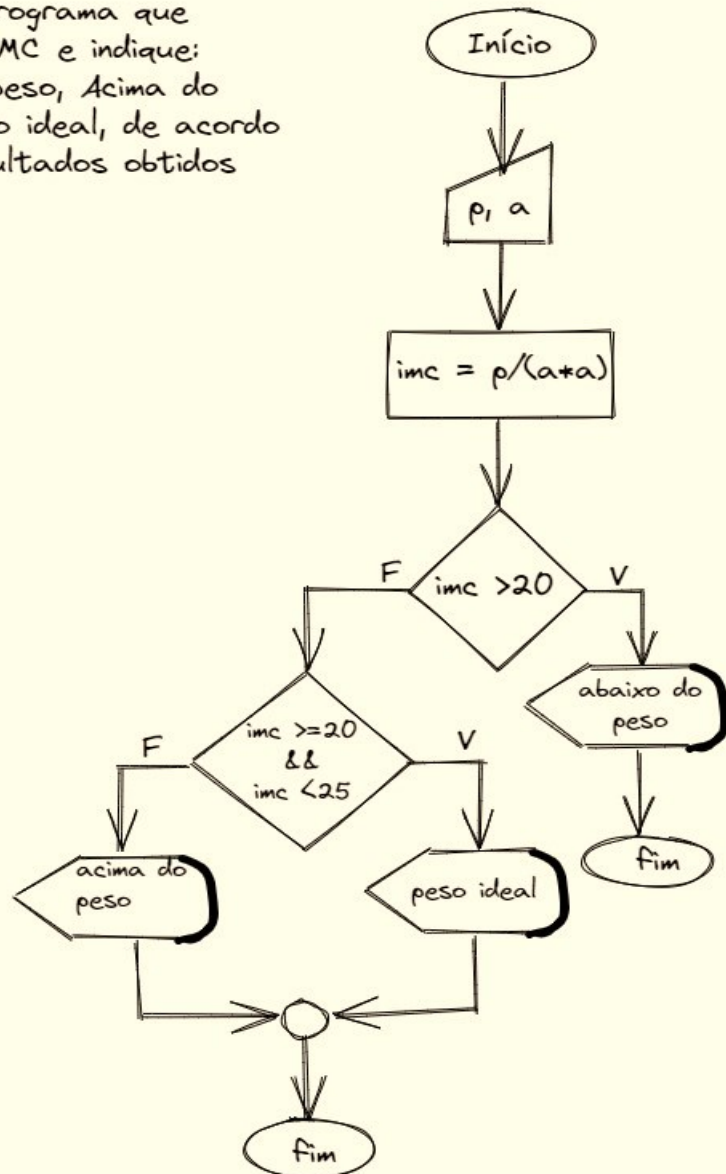 rograma que
MC e indique:
peso, Acima do
o ideal, de acordo
ultados obtidos
Início
p, a
imc = p/(a*a)
F
imc >20
V
abaixo do
peso
fim
F
imc >=20
&&
imc <25
V
acima do
peso
peso ideal
fim